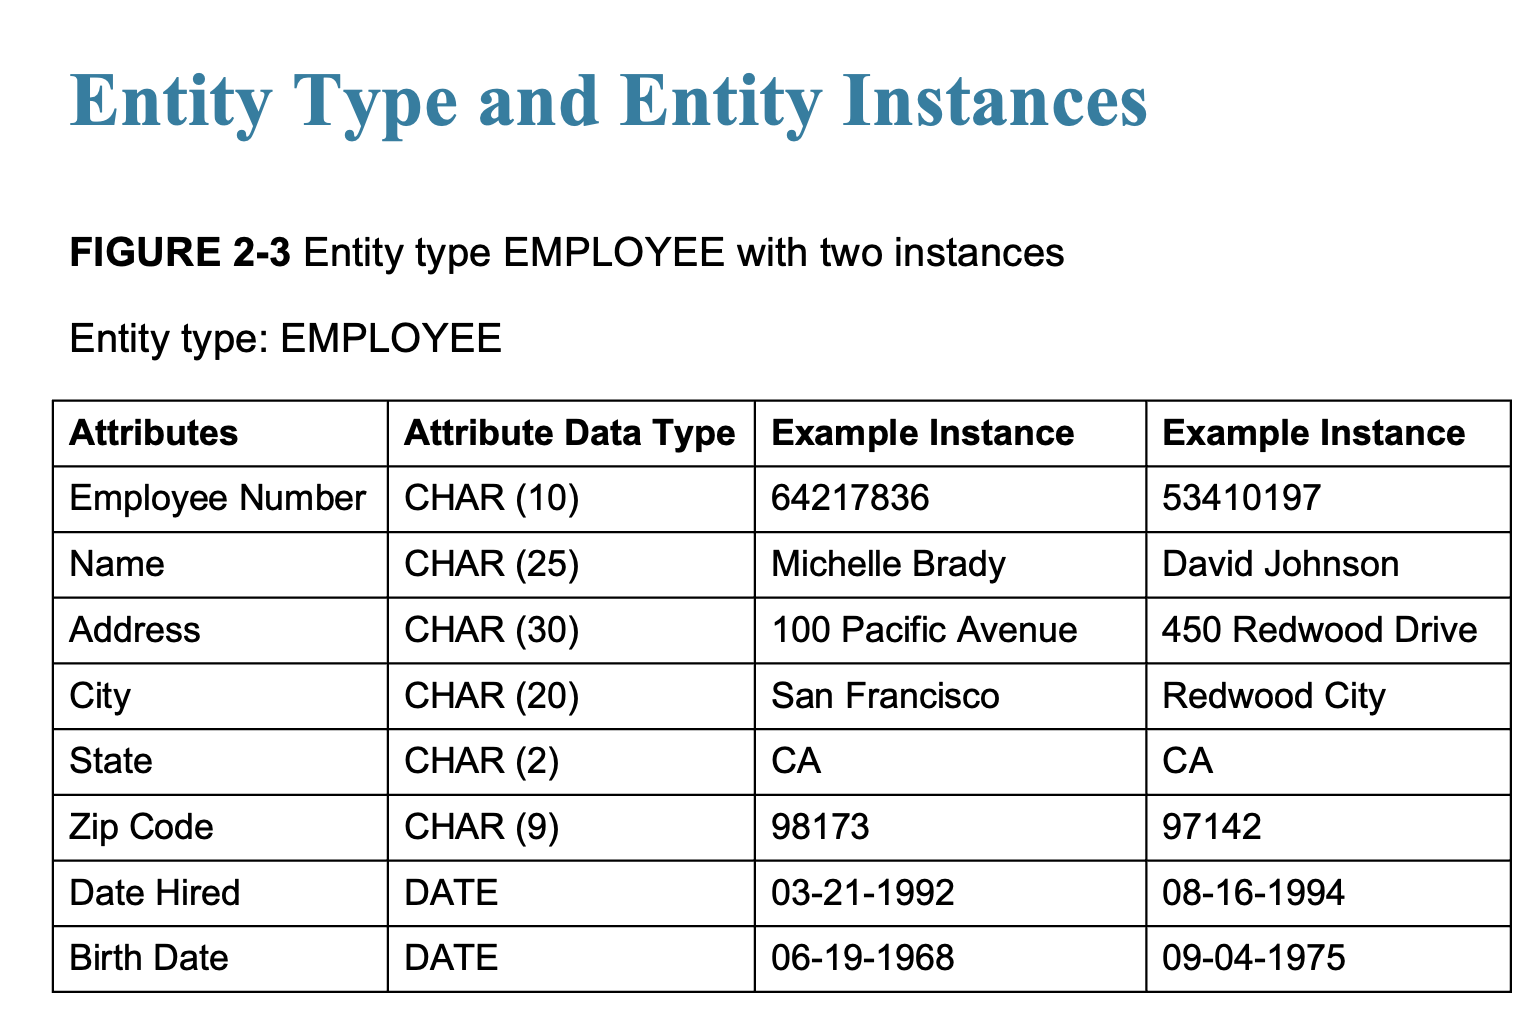 Entity Type and Entity Instances
FIGURE 2-3 Entity type EMPLOYEE with two instances
Entity type: EMPLOYEE
Attributes Attribute Data Type Example Instance Example Instance
Employee Number CHAR (10) 64217836 53410197
Name CHAR (25) Michelle Brady David Johnson
Address CHAR (30) 100 Pacific Avenue 450 Redwood Drive
City CHAR (20) San Francisco Redwood City
State CHAR (2) CA CA
Zip Code CHAR (9) 98173 97142
Date Hired DATE 03-21-1992 08-16-1994
Birth Date DATE 06-19-1968 09-04-1975